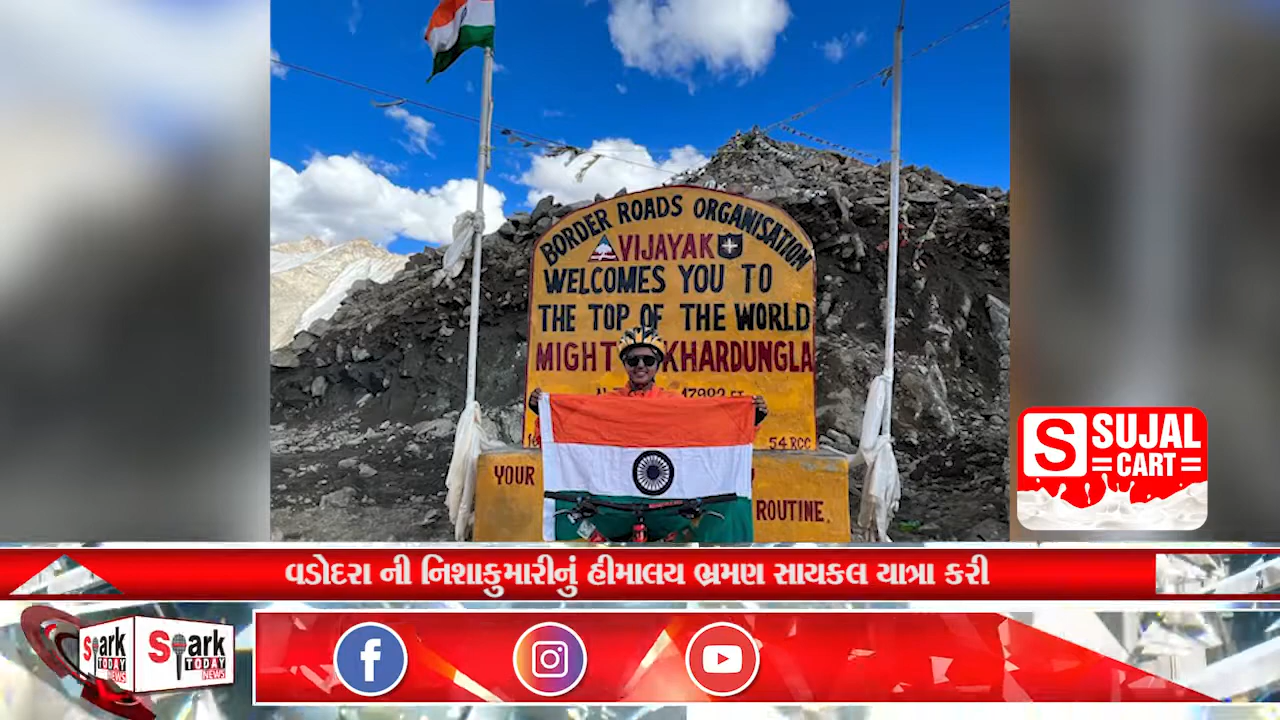 BORDER ROADS ORGANISATION
VIJAYAK
WELCOMES YOU TO
THE TOP OF THE WORLD
KHARDUNGLA
54 RCC
YOUR
ROUTINE.
SUJAL
CART
વડોદરા ની નિશાકુમારીનું હીમાલય ભ્રમણ સાયકલ યાત્રા કરી
Spark
TODAY
NEWS
Spark
TODAY
NEWS